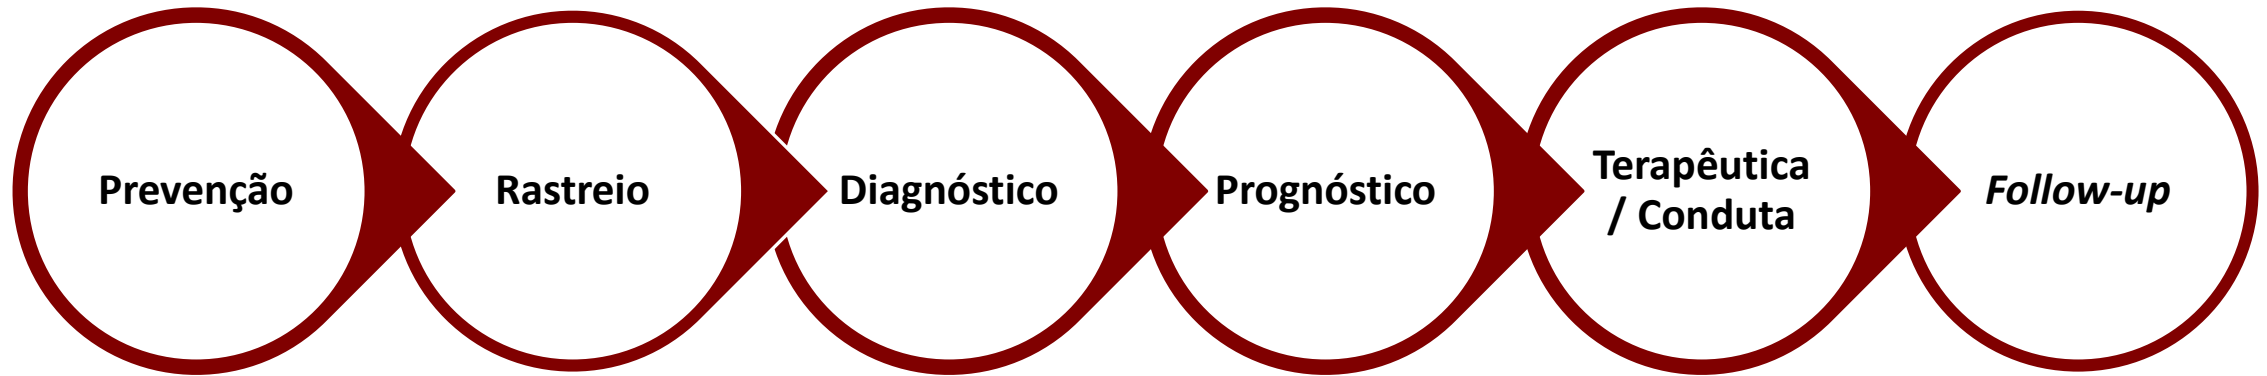 Prevenção
Rastreio
Diagnóstico
Prognóstico
Terapêutica
/ Conduta
Follow-up